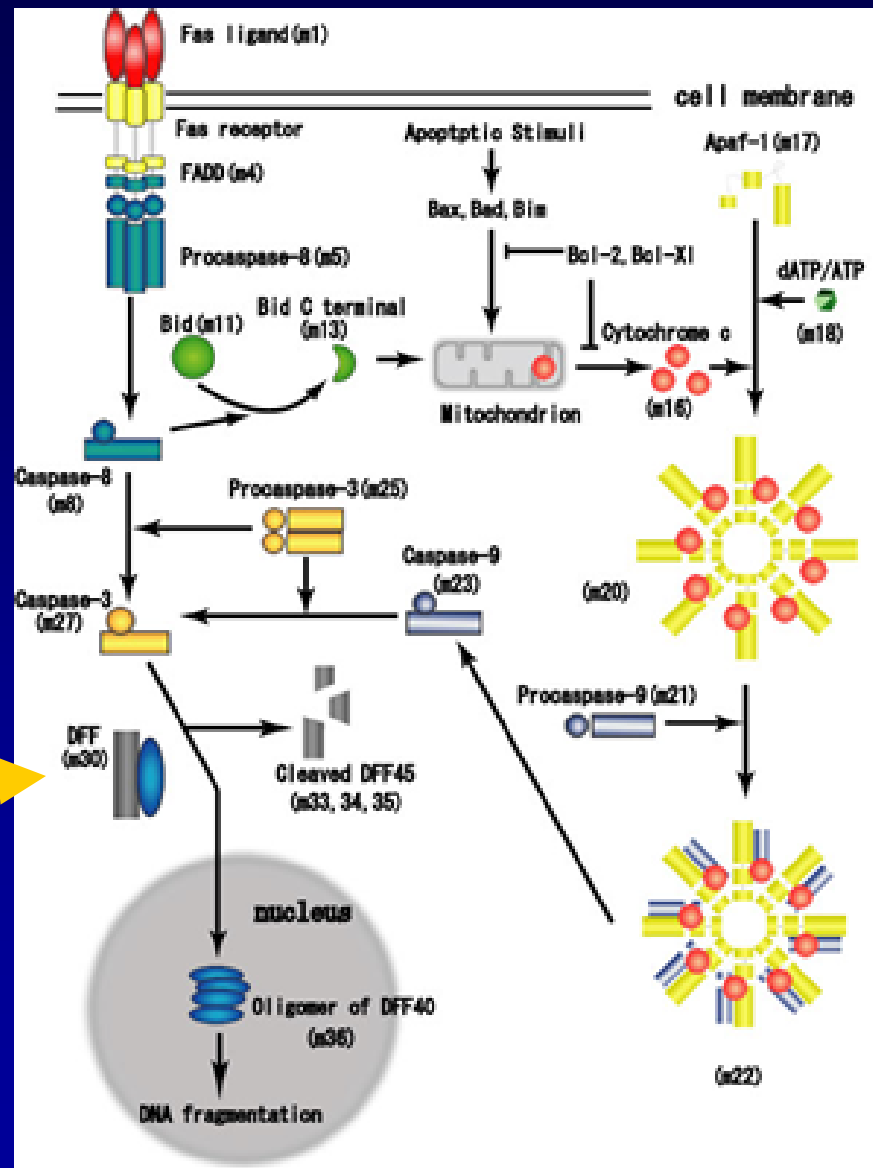 Fas ligand(m1)
cell membrane
Fas receptor
Apoptptic Stimuli
Apaf-1(m17)
FADD(m4)
Bax,Bad,Bim
Procaspase-8(m5)
Bcl-2,Bcl-Xl
dATP/ATP
(m18)
Bid(m11)
Bid C terminal
(m13)
Cytochrome c
(m16)
Mitochondrion
Caspase-8
(m8)
Procaspase-3(m25)
Caspase-9
(m23)
(m20)
Caspase-3
(m27)
Procaspase-9(m21)
DFF
(m30)
Cleaved DFF45
(m33,34,35)
nucleus
Oligomer of DFF40
(m36)
DNA fragmentation
(m22)